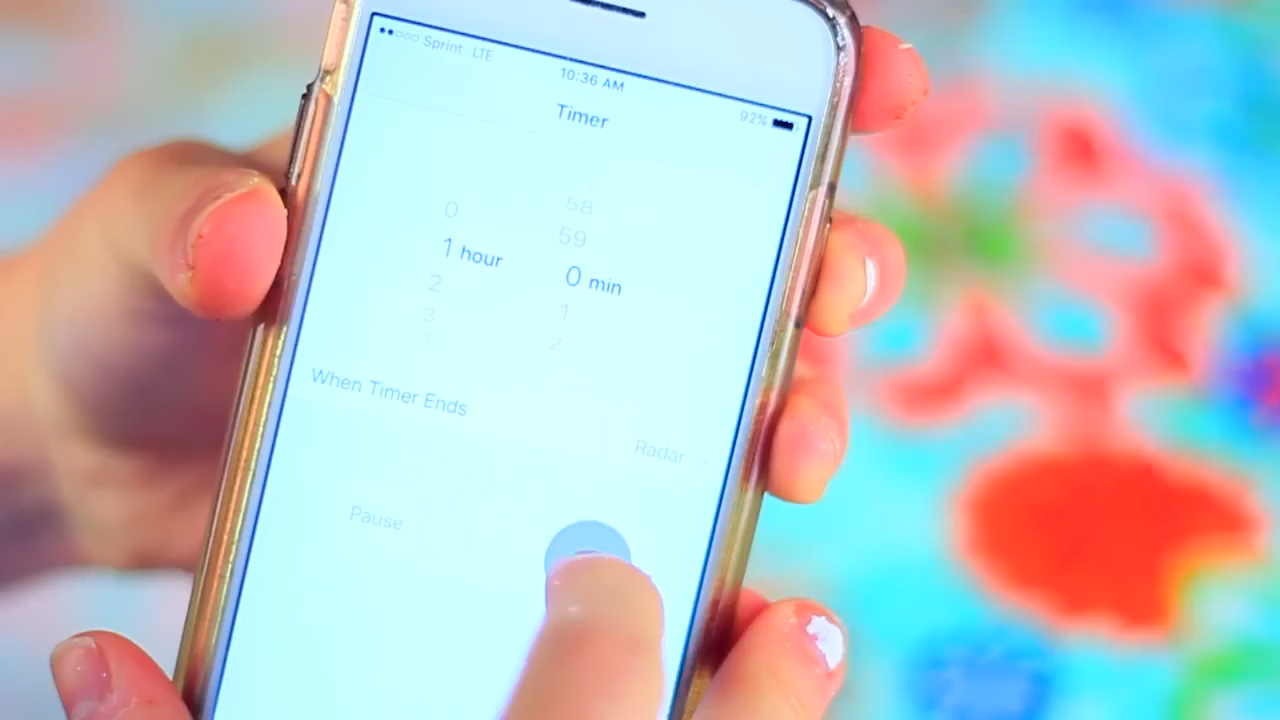 Sprint LTE
10:36 AM
92%
Timer
58
0 59
1 hour 0 min
2 1
3 2
When Timer Ends
Radar
Pause